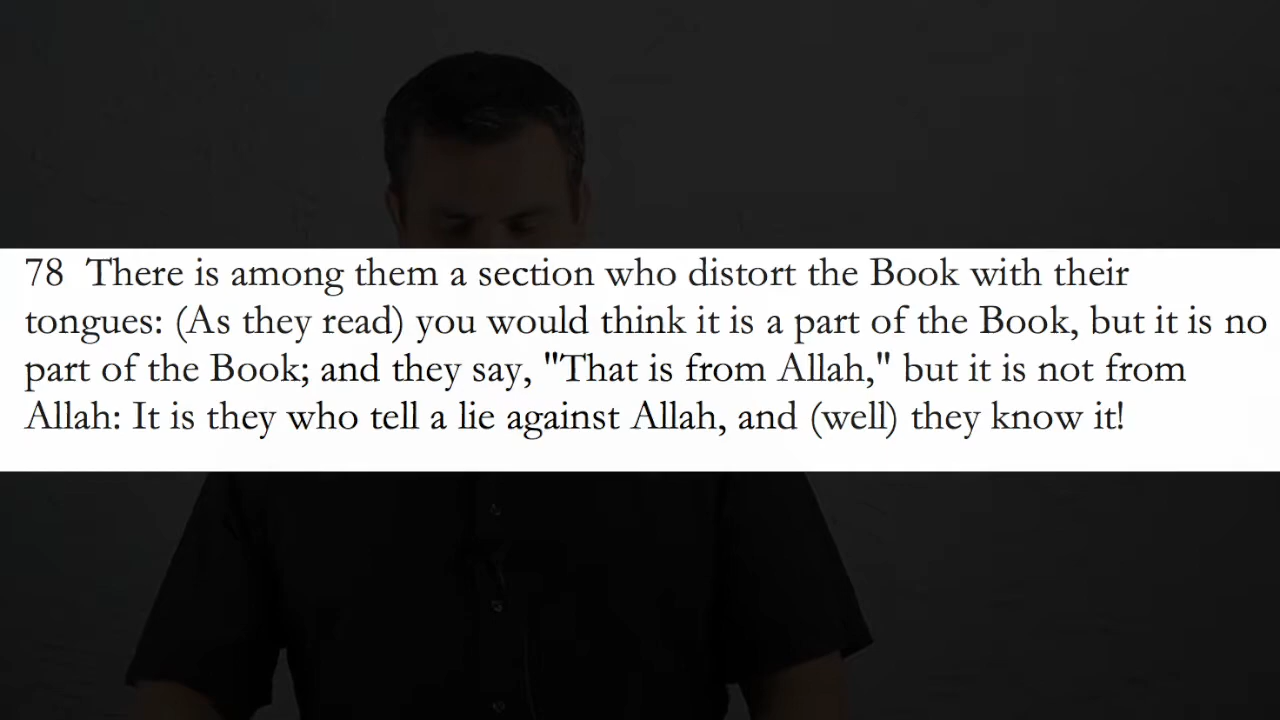 78 There is among them a section who distort the Book with their
tongues: (As they read) you would think it is a part of the Book, but it is no
part of the Book; and they say, "That is from Allah," but it is not from
Allah: It is they who tell a lie against Allah, and (well) they know it!